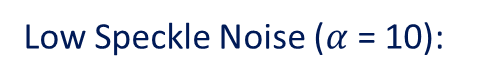 Low Speckle Noise (α = 10):